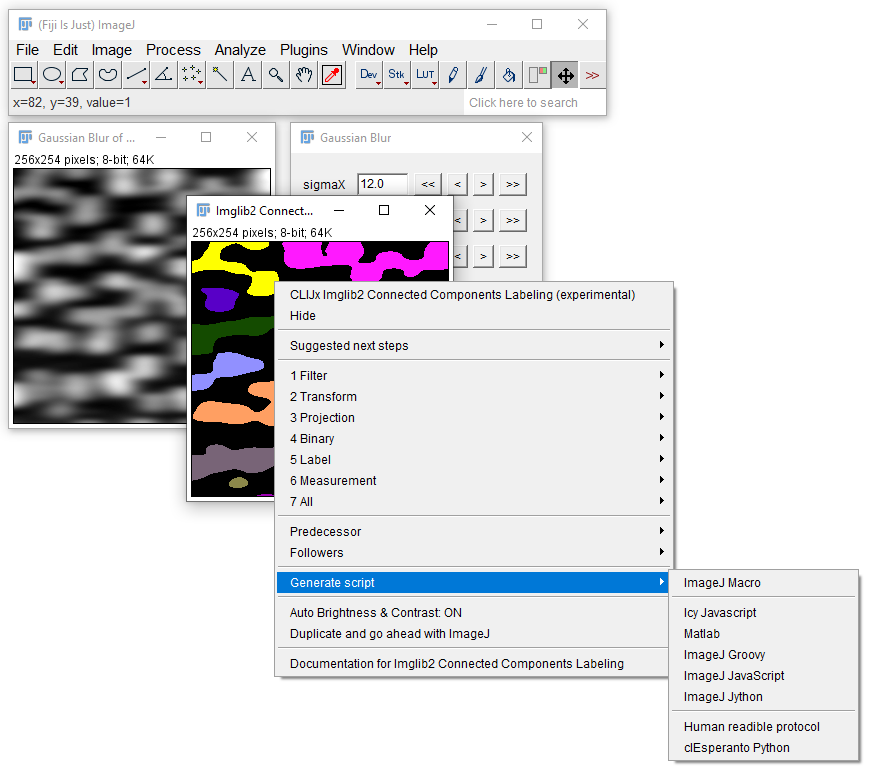 (Fiji Is Just) ImageJ
File Edit Image Process Analyze Plugins Window Help
A Dev Stk LUT >>
x=82, y=39, value=1
Click here to search
Gaussian Blur of ...
256x254 pixels; 8-bit; 64K
Gaussian Blur
sigmaX 12.0 << < > >>
< > >>
< > >>
Imglib2 Connect...
256x254 pixels; 8-bit; 64K
CLIJx Imglib2 Connected Components Labeling (experimental)
Hide
Suggested next steps
1 Filter
2 Transform
3 Projection
4 Binary
5 Label
6 Measurement
7 All
Predecessor
Followers
Generate script
Auto Brightness & Contrast: ON
Duplicate and go ahead with ImageJ
Documentation for Imglib2 Connected Components Labeling
ImageJ Macro
Icy Javascript
Matlab
ImageJ Groovy
ImageJ JavaScript
ImageJ Jython
Human readible protocol
clEsperanto Python